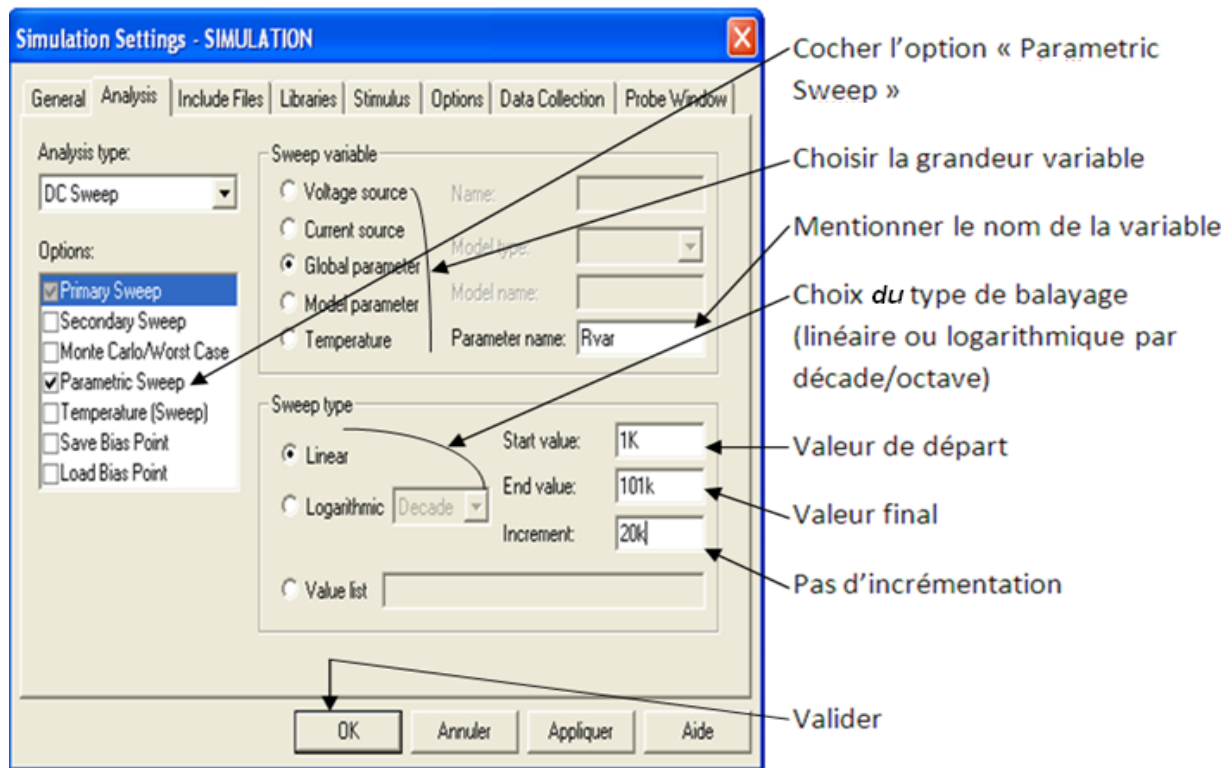 Simulation Settings - SIMULATION
General Analysis Include Files Libraries Stimulus Options Data Collection Probe Window
Analysis type:
DC Sweep
Options:
Primary Sweep
Secondary Sweep
Monte Carlo/Worst Case
Parametric Sweep
Temperature (Sweep)
Save Bias Point
Load Bias Point
Sweep variable
Voltage source
Current source
Global parameter
Model parameter
Temperature
Name:
Model type:
Model name:
Parameter name: Rvar
Sweep type
Linear
Logarithmic Decade
Value list
Start value: 1K
End value: 101k
Increment: 20k
OK Annuler Appliquer Aide
Cocher l'option « Parametric
Sweep »
Choisir la grandeur variable
Mentionner le nom de la variable
Choix du type de balayage
(linéaire ou logarithmique par
décade/octave)
Valeur de départ
Valeur final
Pas d'incrémentation
Valider